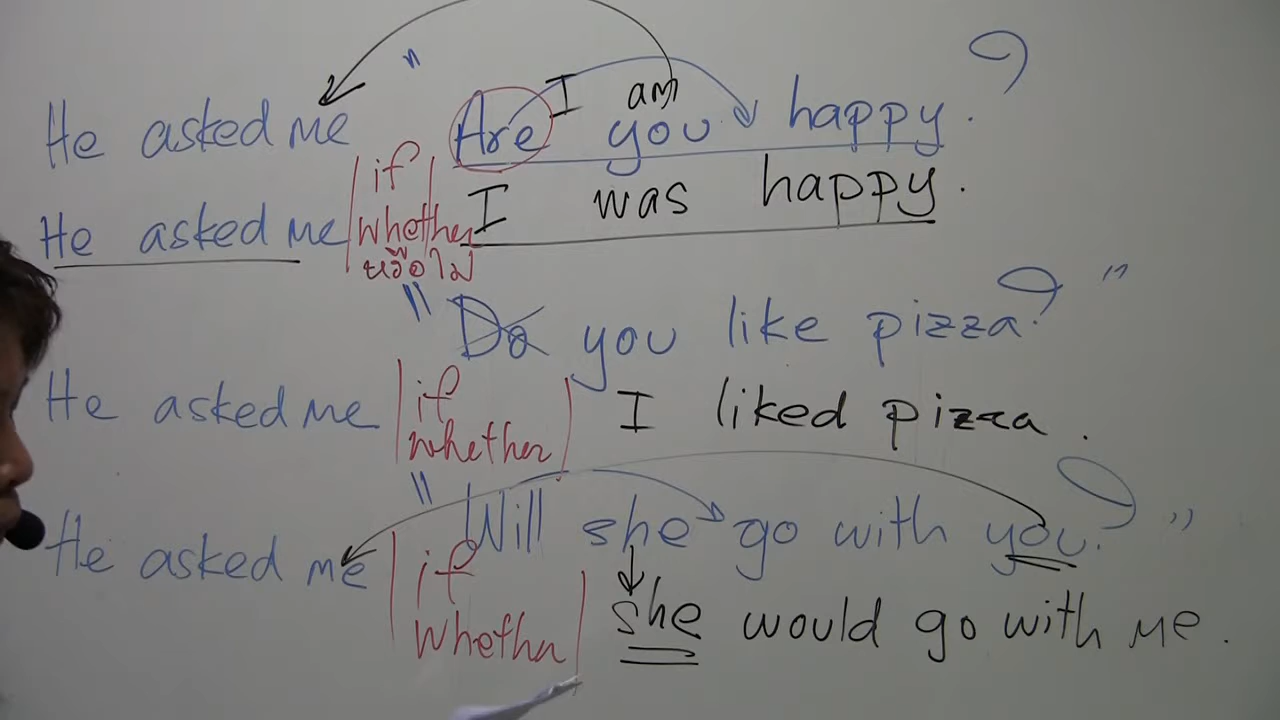 I am
He asked me " Are you happy. ?
if
I was happy.
He asked me whether
หรือไม่
" Do you like pizza? "
He asked me if I liked pizza.
whether
" Will she go with you? "
He asked me if
whether she would go with me.